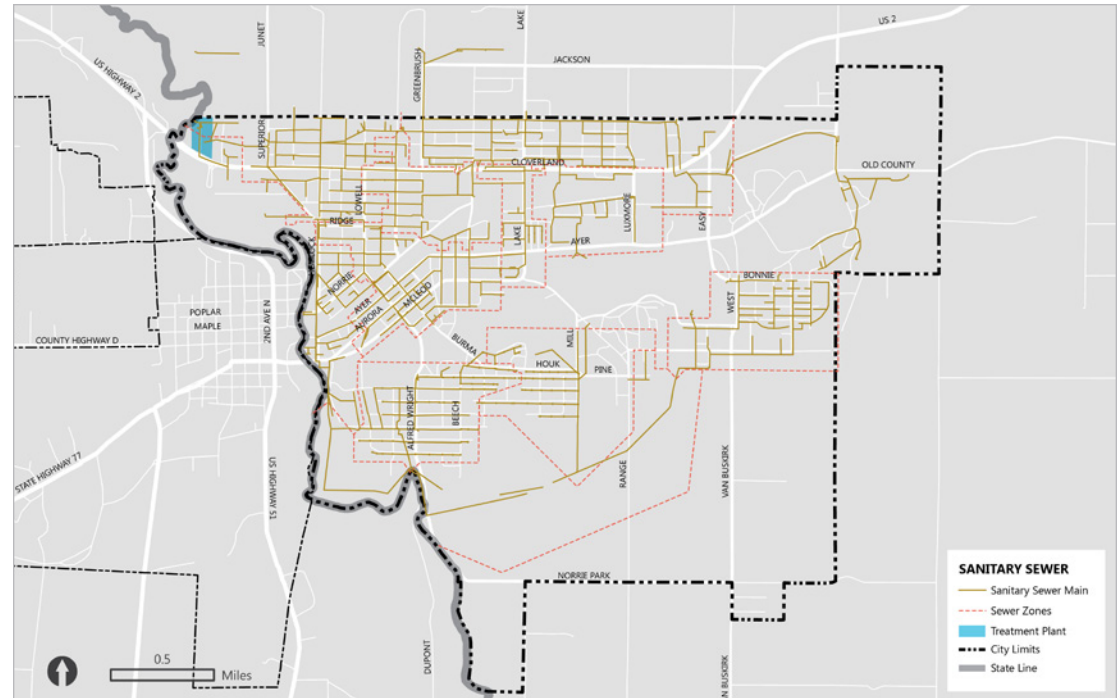 JUNET
LAKE
US 2
US HIGHWAY 2
GREENBRUSH
JACKSON
SUPERIOR
CLOVERLAND
OLD COUNTY
LOWELL
LUXMORE
RIDGE
EASY
LAKE
AYER
NORRIE
BONNIE
AYER
MCLEOD
WEST
AURORA
POPLAR
MAPLE
2ND AVE N
COUNTY HIGHWAY D
BURMA
MILL
HOUK
PINE
ALFRED WRIGHT
BEECH
STATE HIGHWAY 77
US HIGHWAY 51
RANGE
VAN BUSKIRK
NORRIE PARK
DUPONT
N BUSKIRK
0.5
Miles
SANITARY SEWER
Sanitary Sewer Main
Sewer Zones
Treatment Plant
City Limits
State Line